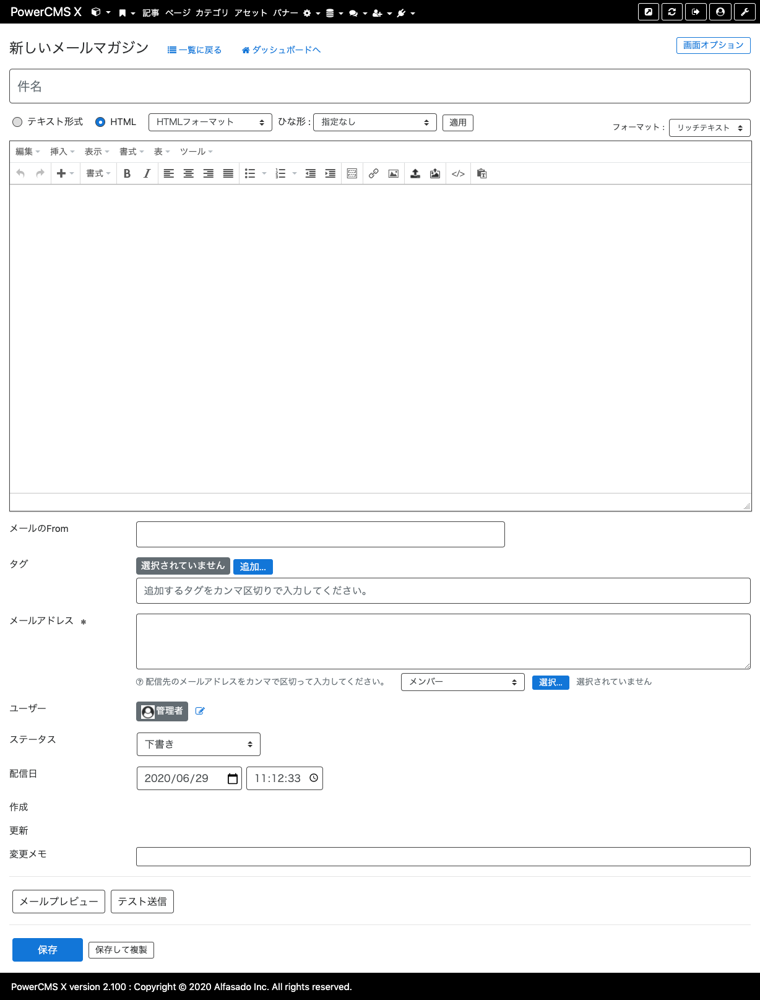 PowerCMS X 記事 ページ カテゴリ アセット バナー
新しいメールマガジン 一覧に戻る ダッシュボードへ 画面オプション
件名
テキスト形式 HTML HTMLフォーマット ひな形 : 指定なし 適用 フォーマット : リッチテキスト
編集 挿入 表示 書式 表 ツール
書式 B I
メールのFrom
タグ 選択されていません 追加...
追加するタグをカンマ区切りで入力してください。
メールアドレス ✱
配信先のメールアドレスをカンマで区切って入力してください。 メンバー 選択... 選択されていません
ユーザー 管理者
ステータス 下書き
配信日 2020/06/29 11:12:33
作成
更新
変更メモ
メールプレビュー テスト送信
保存 保存して複製
PowerCMS X version 2.100 : Copyright © 2020 Alfasado Inc. All rights reserved.